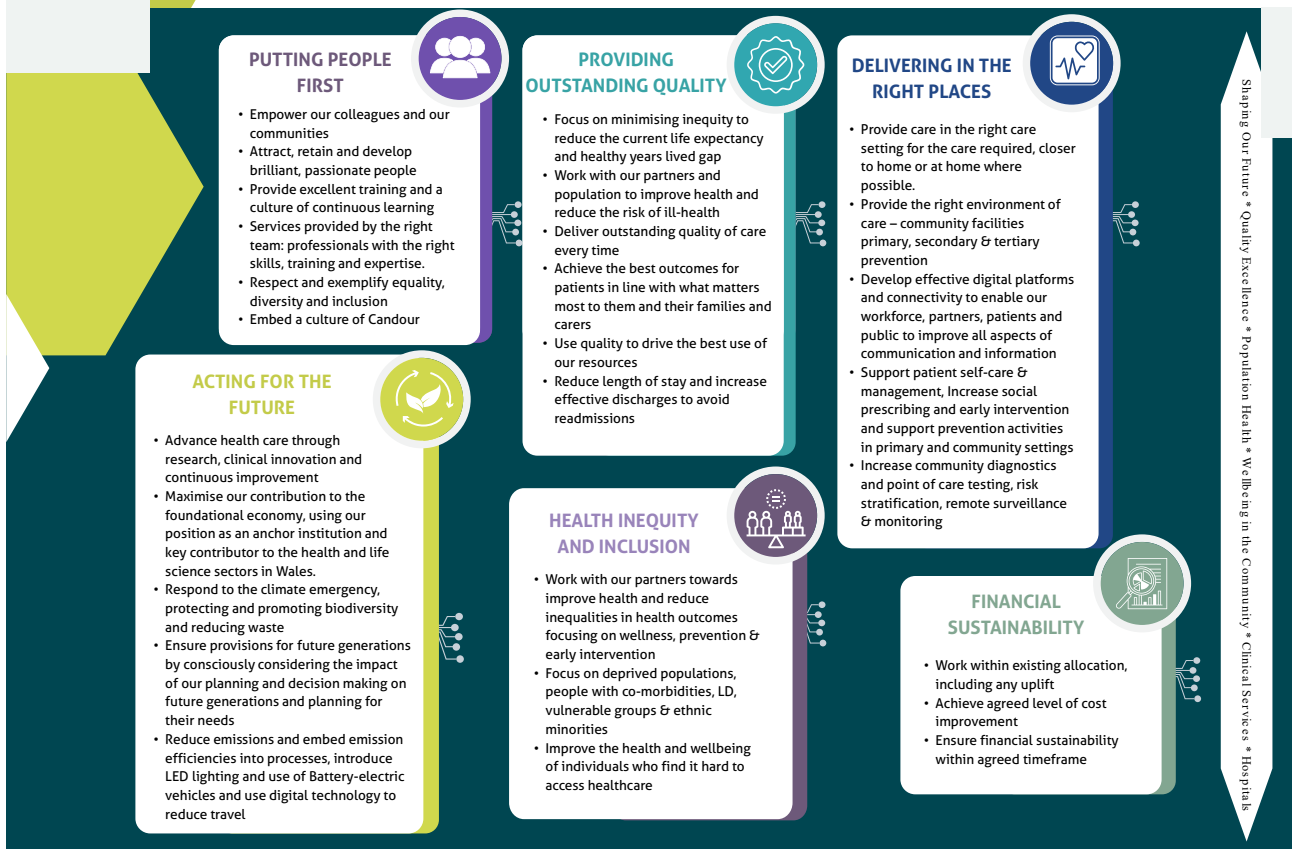 PUTTING PEOPLE
FIRST
• Empower our colleagues and our
communities
• Attract, retain and develop
brilliant, passionate people
• Provide excellent training and a
culture of continuous learning
• Services provided by the right
team: professionals with the right
skills, training and expertise.
• Respect and exemplify equality,
diversity and inclusion
• Embed a culture of Candour
PROVIDING
OUTSTANDING QUALITY
• Focus on minimising inequity to
reduce the current life expectancy
and healthy years lived gap
• Work with our partners and
population to improve health and
reduce the risk of ill-health
• Deliver outstanding quality of care
every time
• Achieve the best outcomes for
patients in line with what matters
most to them and their families and
carers
• Use quality to drive the best use of
our resources
• Reduce length of stay and increase
effective discharges to avoid
readmissions
DELIVERING IN THE
RIGHT PLACES
• Provide care in the right care
setting for the care required, closer
to home or at home where
possible.
• Provide the right environment of
care – community facilities
primary, secondary & tertiary
prevention
• Develop effective digital platforms
and connectivity to enable our
workforce, partners, patients and
public to improve all aspects of
communication and information
• Support patient self-care &
management, Increase social
prescribing and early intervention
and support prevention activities
in primary and community settings
• Increase community diagnostics
and point of care testing, risk
stratification, remote surveillance
& monitoring
ACTING FOR THE
FUTURE
• Advance health care through
research, clinical innovation and
continuous improvement
• Maximise our contribution to the
foundational economy, using our
position as an anchor institution and
key contributor to the health and life
science sectors in Wales.
• Respond to the climate emergency,
protecting and promoting biodiversity
and reducing waste
• Ensure provisions for future generations
by consciously considering the impact
of our planning and decision making on
future generations and planning for
their needs
• Reduce emissions and embed emission
efficiencies into processes, introduce
LED lighting and use of Battery-electric
vehicles and use digital technology to
reduce travel
HEALTH INEQUITY
AND INCLUSION
• Work with our partners towards
improve health and reduce
inequalities in health outcomes
focusing on wellness, prevention &
early intervention
• Focus on deprived populations,
people with co-morbidities, LD,
vulnerable groups & ethnic
minorities
• Improve the health and wellbeing
of individuals who find it hard to
access healthcare
FINANCIAL
SUSTAINABILITY
• Work within existing allocation,
including any uplift
• Achieve agreed level of cost
improvement
• Ensure financial sustainability
within agreed timeframe
Shaping Our Future * Quality Excellence * Population Health * Wellbeing in the Community * Clinical Services * Hospitals